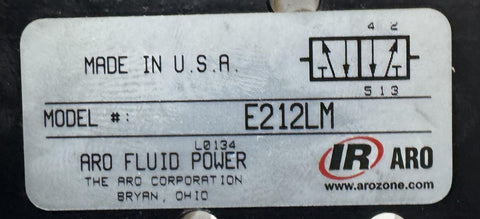 4 2
MADE IN U.S.A.
5 1 3
MODEL #: E212LM
L0134
ARO FLUID POWER
THE ARO CORPORATION
BRYAN, OHIO
IR ARO
www.arozone.com